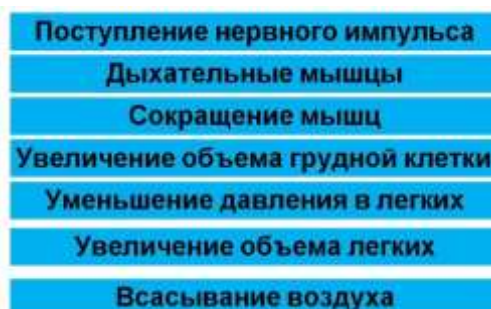 Поступление нервного импульса
Дыхательные мышцы
Сокращение мышц
Увеличение объема грудной клетки
Уменьшение давления в легких
Увеличение объема легких
Всасывание воздуха